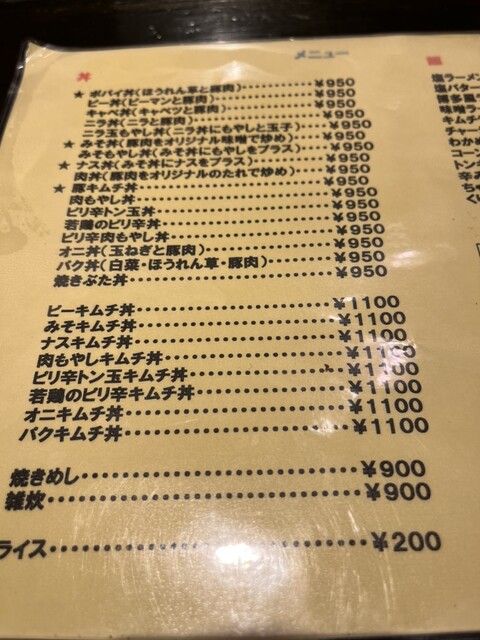 メニュー
丼
★ ポパイ丼(ほうれん草と豚肉)・・・・・・・・・・¥950
ピー丼(ピーマンと豚肉)・・・・・・・・・・¥950
キャベ丼(キャベツと豚肉)・・・・・・・・・・¥950
ニラ丼(ニラと豚肉)・・・・・・・・・・¥950
ニラ玉もやし丼(ニラ丼にもやしと玉子)・・・・・・¥950
★ みそ丼(豚肉をオリジナル味噌で炒め)・・・・・・¥950
みそもやし丼(みそ丼にもやしをプラス)・・・・・・¥950
★ ナス丼(みそ丼にナスをプラス)・・・・・・・・¥950
肉丼(豚肉をオリジナルのたれで炒め)・・・・・・¥950
★ 豚キムチ丼・・・・・・・・・・¥950
肉もやし丼・・・・・・・・・・¥950
ピリ辛トン玉丼・・・・・・・・・・¥950
若鶏のピリ辛丼・・・・・・・・・・¥950
ピリ辛肉もやし丼・・・・・・・・・・¥950
オニ丼(玉ねぎと豚肉)・・・・・・・・・・¥950
バク丼(白菜・ほうれん草・豚肉)・・・・・・・・¥950
焼きぶた丼・・・・・・・・・・¥950
ピーキムチ丼・・・・・・・・・・¥1100
みそキムチ丼・・・・・・・・・・¥1100
ナスキムチ丼・・・・・・・・・・¥1100
肉もやしキムチ丼・・・・・・・・・・¥1100
ピリ辛トン玉キムチ丼・・・・・・・・・・¥1100
若鶏のピリ辛キムチ丼・・・・・・・・・・¥1100
オニキムチ丼・・・・・・・・・・¥1100
バクキムチ丼・・・・・・・・・・¥1100
焼きめし・・・・・・・・・・¥900
雑炊・・・・・・・・・・¥900
ライス・・・・・・・・・・¥200
塩ラーメン
塩バター
博多風
味噌ラー
キムチ
チャー
わかめ
コーン
トン
辛み
ちゃ